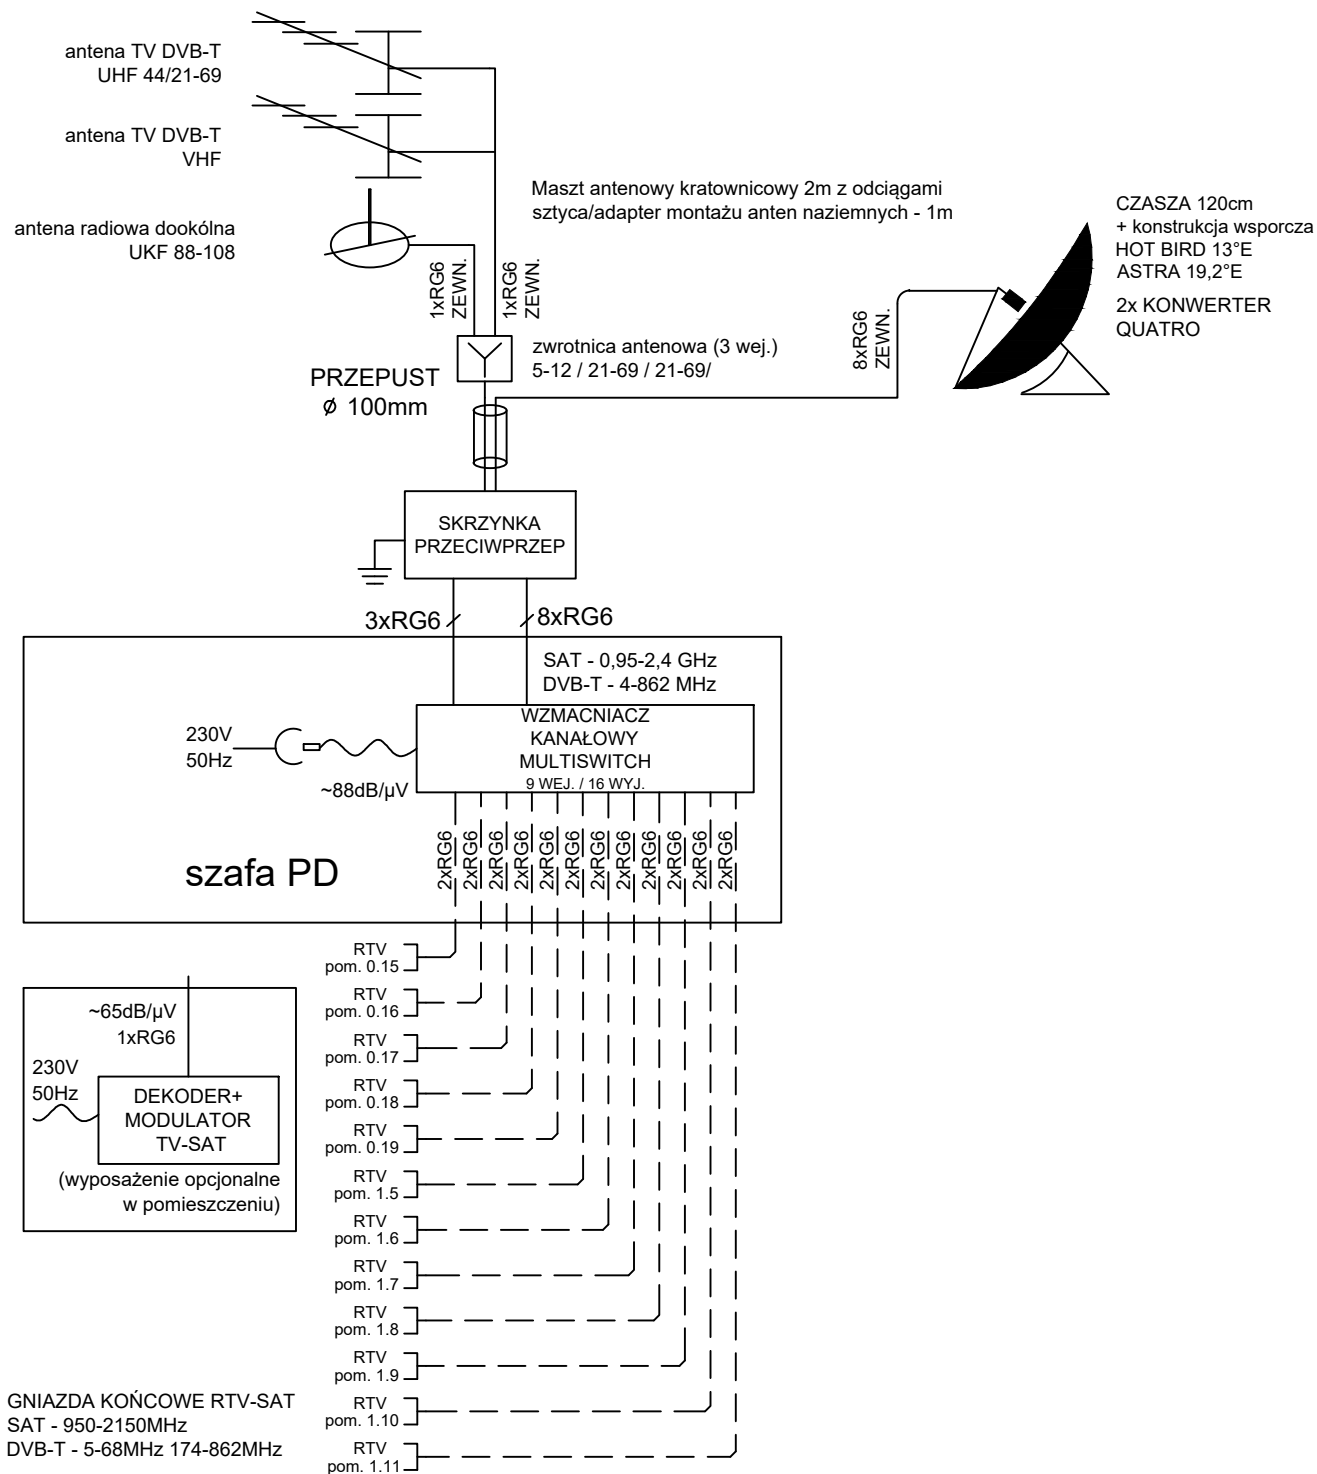 antena TV DVB-T
UHF 44/21-69
antena TV DVB-T
VHF
antena radiowa dookólna
UKF 88-108
Maszt antenowy kratownicowy 2m z odciągami
sztyca/adapter montażu anten naziemnych - 1m
CZASZA 120cm
+ konstrukcja wsporcza
HOT BIRD 13°E
ASTRA 19,2°E
2x KONWERTER
QUATRO
1xRG6
ZEWN.
1xRG6
ZEWN.
8xRG6
ZEWN.
zwrotnica antenowa (3 wej.)
5-12 / 21-69 / 21-69/
PRZEPUST
ϕ 100mm
SKRZYNKA
PRZECIWPRZEP
3xRG6
8xRG6
SAT - 0,95-2,4 GHz
DVB-T - 4-862 MHz
WZMACNIACZ
KANAŁOWY
MULTISWITCH
9 WEJ. / 16 WYJ.
230V
50Hz
~88dB/µV
2xRG6
2xRG6
2xRG6
2xRG6
2xRG6
2xRG6
2xRG6
2xRG6
2xRG6
2xRG6
2xRG6
2xRG6
szafa PD
RTV
pom. 0.15
RTV
pom. 0.16
RTV
pom. 0.17
RTV
pom. 0.18
RTV
pom. 0.19
RTV
pom. 1.5
RTV
pom. 1.6
RTV
pom. 1.7
RTV
pom. 1.8
RTV
pom. 1.9
RTV
pom. 1.10
RTV
pom. 1.11
~65dB/µV
1xRG6
230V
50Hz
DEKODER+
MODULATOR
TV-SAT
(wyposażenie opcjonalne
w pomieszczeniu)
GNIAZDA KOŃCOWE RTV-SAT
SAT - 950-2150MHz
DVB-T - 5-68MHz 174-862MHz